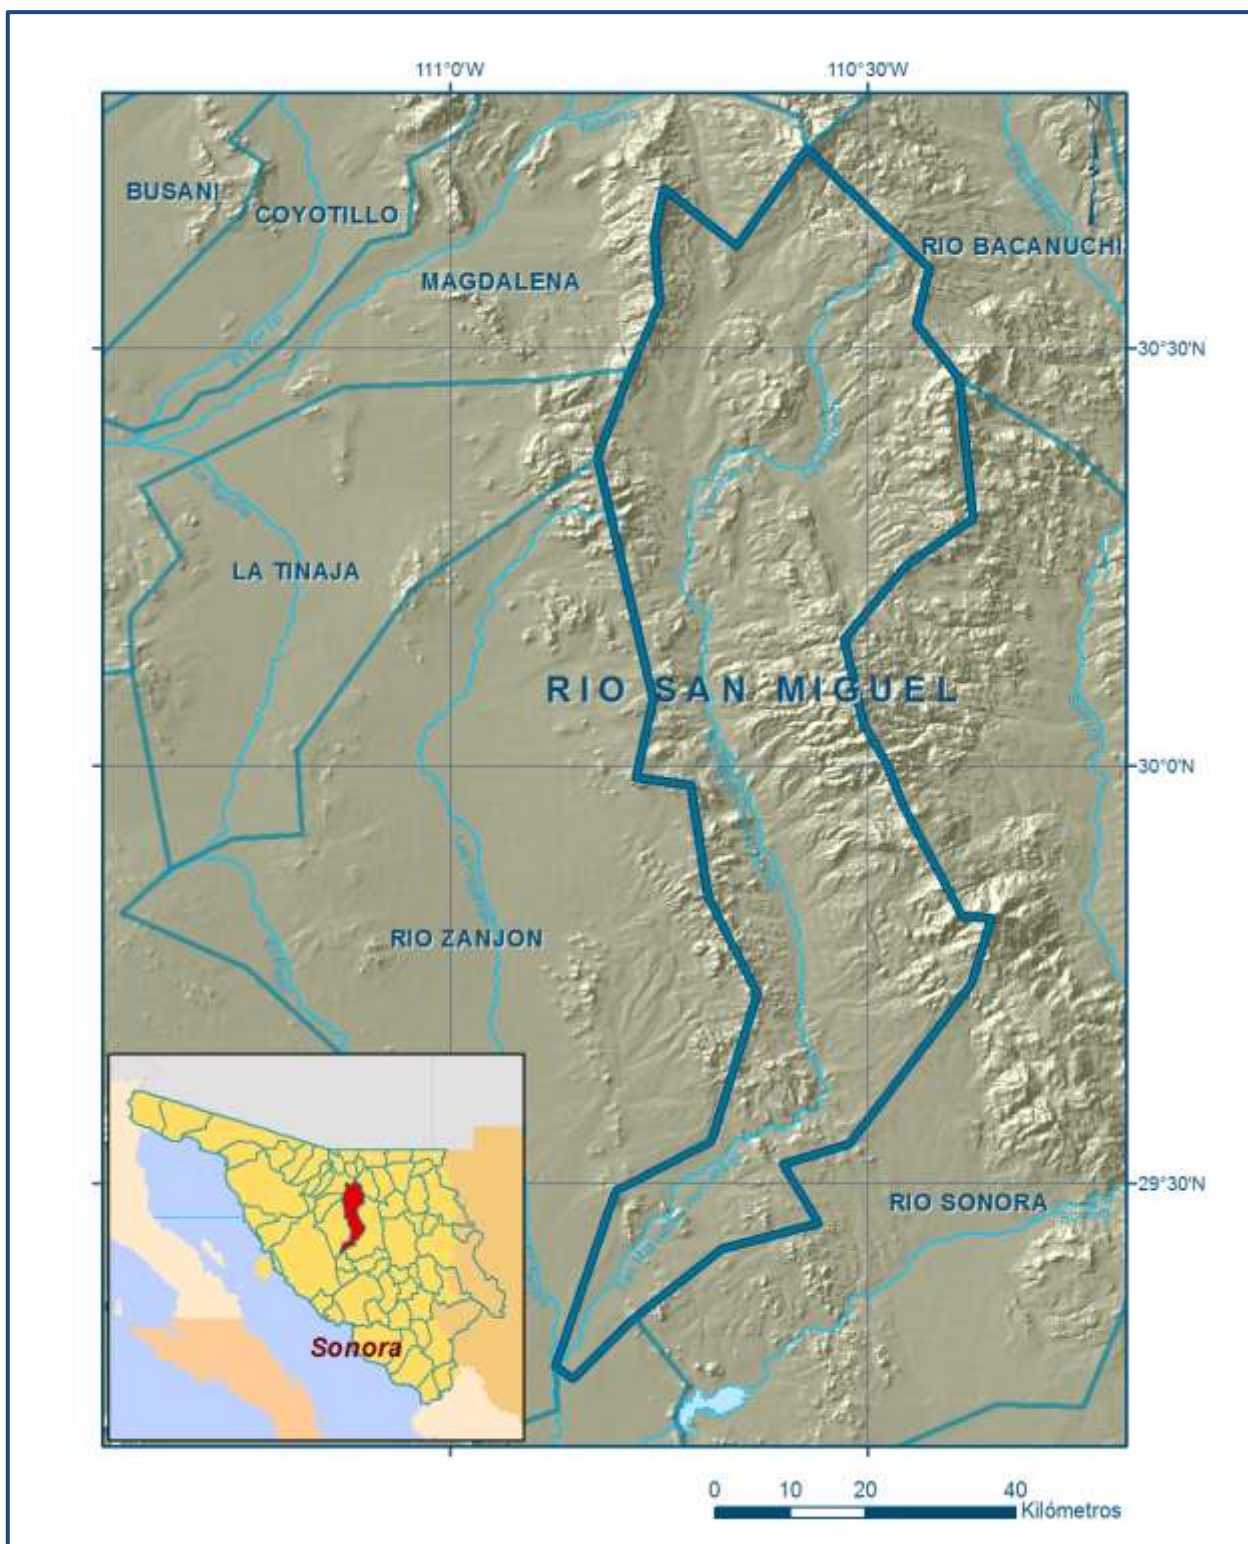 111°0'W
110°30'W
N
BUSANI
COYOTILLO
RIO BACANUCHI
MAGDALENA
30°30'N
LA TINAJA
RIO SAN MIGUEL
30°0'N
RIO ZANJON
29°30'N
RIO SONORA
Sonora
0 10 20 40
Kilómetros